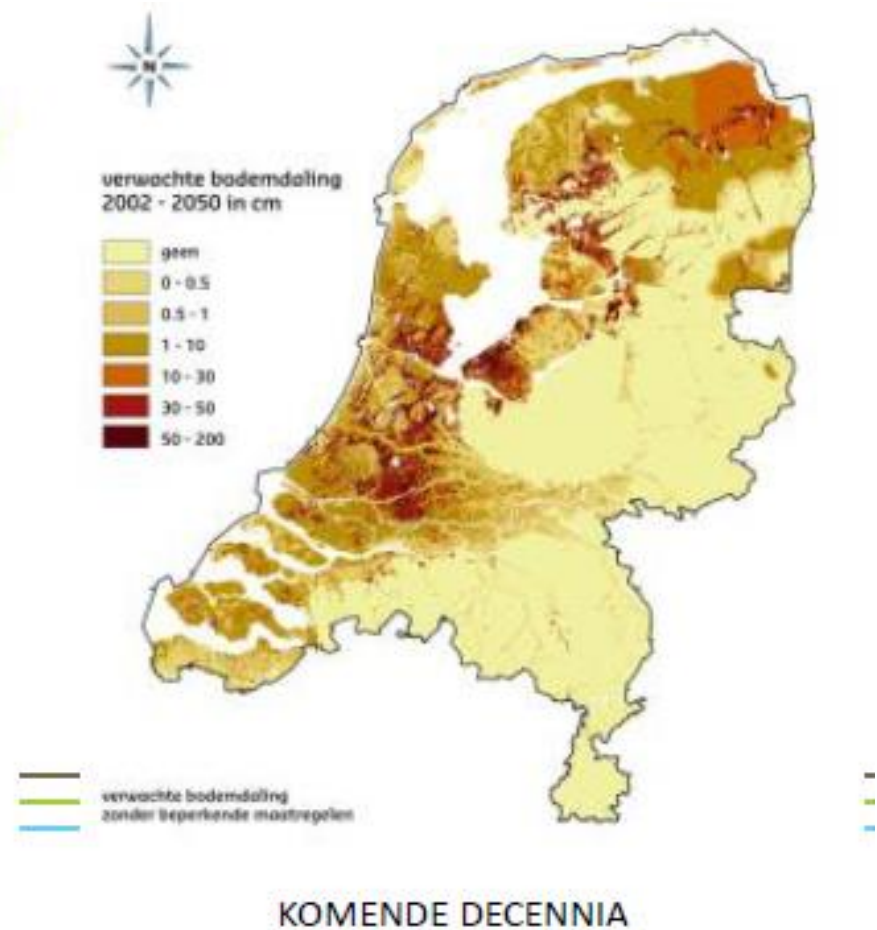 N
verwachte bodemdaling
2002 - 2050 in cm
geen
0 - 0.5
0.5 - 1
1 - 10
10 - 30
30 - 50
50 - 200
verwachte bodemdaling
zonder beperkende maatregelen
KOMENDE DECENNIA